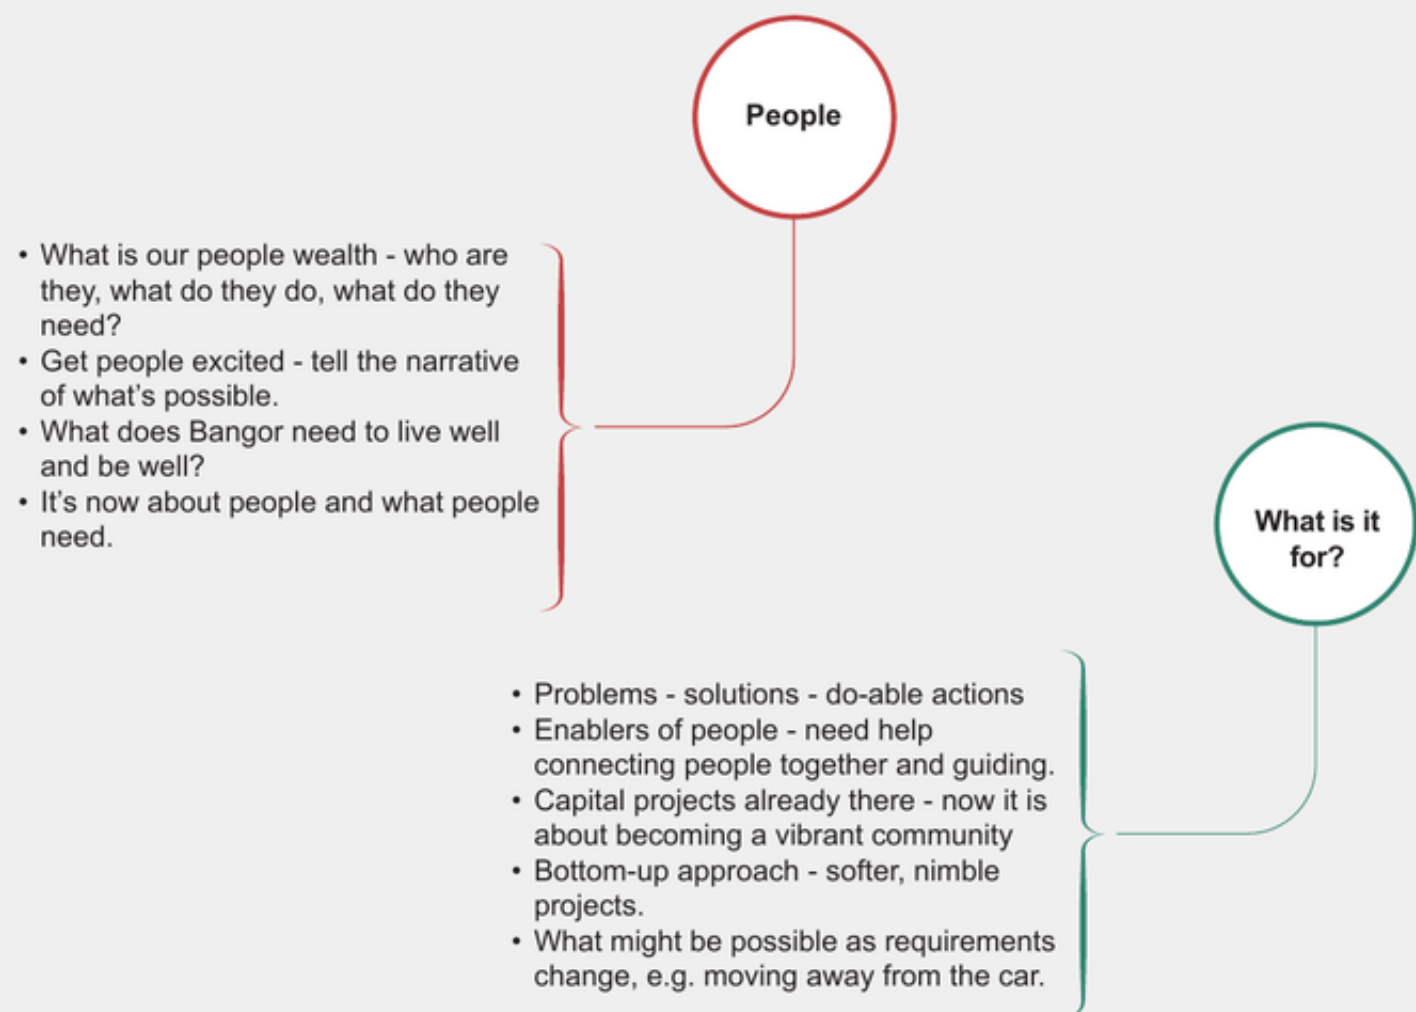 People
• What is our people wealth - who are
they, what do they do, what do they
need?
• Get people excited - tell the narrative
of what's possible.
• What does Bangor need to live well
and be well?
• It's now about people and what people
need.
What is it
for?
• Problems - solutions - do-able actions
• Enablers of people - need help
connecting people together and guiding.
• Capital projects already there - now it is
about becoming a vibrant community
• Bottom-up approach - softer, nimble
projects.
• What might be possible as requirements
change, e.g. moving away from the car.